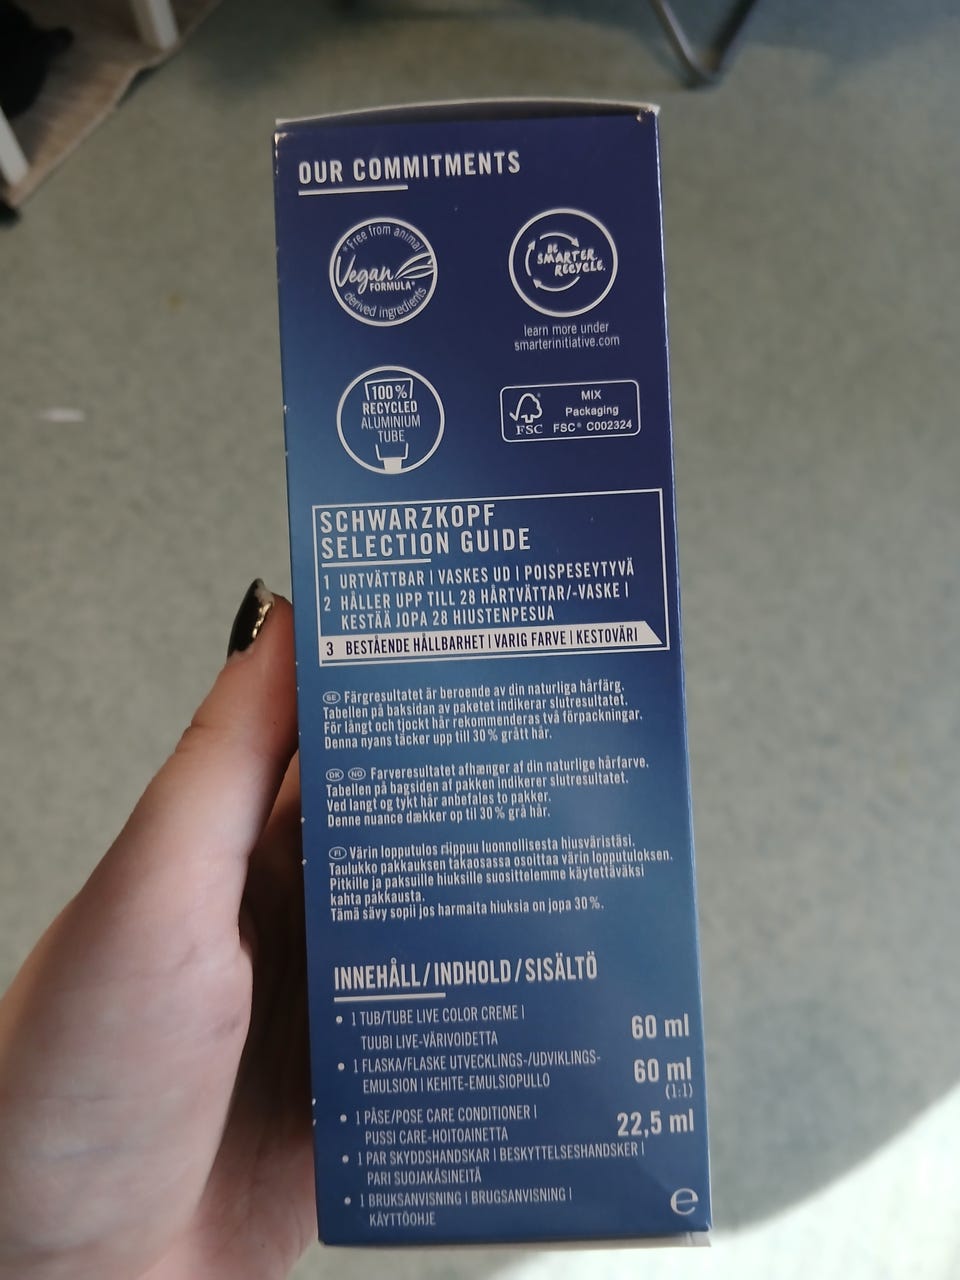 OUR COMMITMENTS
*Free from animal
Vegan
FORMULA*
derived ingredients
BE
SMARTER.
RECYCLE.
learn more under
smarterinitiative.com
100%
RECYCLED
ALUMINIUM
TUBE
FSC
MIX
Packaging
FSC® C002324
SCHWARZKOPF
SELECTION GUIDE
1 URTVÄTTBAR | VASKES UD | POISPESEYTYVÄ
2 HÅLLER UPP TILL 28 HÅRTVÄTTAR/-VASKE |
KESTÄÄ JOPA 28 HIUSTENPESUA
3 BESTÅENDE HÅLLBARHET | VARIG FARVE | KESTOVÄRI
SE Färgresultatet är beroende av din naturliga hårfärg.
Tabellen på baksidan av paketet indikerar slutresultatet.
För långt och tjockt hår rekommenderas två förpackningar.
Denna nyans täcker upp till 30% grått hår.
DK NO Farveresultatet afhænger af din naturlige hårfarve.
Tabellen på bagsiden af pakken indikerer slutresultatet.
Ved langt og tykt hår anbefales to pakker.
Denne nuance dækker op til 30% grå hår.
FI Värin lopputulos riippuu luonnollisesta hiusväristäsi.
Taulukko pakkauksen takaosassa osoittaa värin lopputuloksen.
Pitkille ja paksuille hiuksille suosittelemme käytettäväksi
kahta pakkausta.
Tämä sävy sopii jos harmaita hiuksia on jopa 30%.
INNEHÅLL/INDHOLD/SISÄLTÖ
• 1 TUB/TUBE LIVE COLOR CREME |
TUUBI LIVE-VÄRIVOIDETTA 60 ml
• 1 FLASKA/FLASKE UTVECKLINGS-/UDVIKLINGS-
EMULSION | KEHITE-EMULSIOPULLO 60 ml
(1:1)
• 1 PÅSE/POSE CARE CONDITIONER |
PUSSI CARE-HOITOAINETTA 22,5 ml
• 1 PAR SKYDDSHANDSKAR | BESKYTTELSESHANDSKER |
PARI SUOJAKÄSINEITÄ
• 1 BRUKSANVISNING | BRUGSANVISNING |
KÄYTTÖOHJE
e